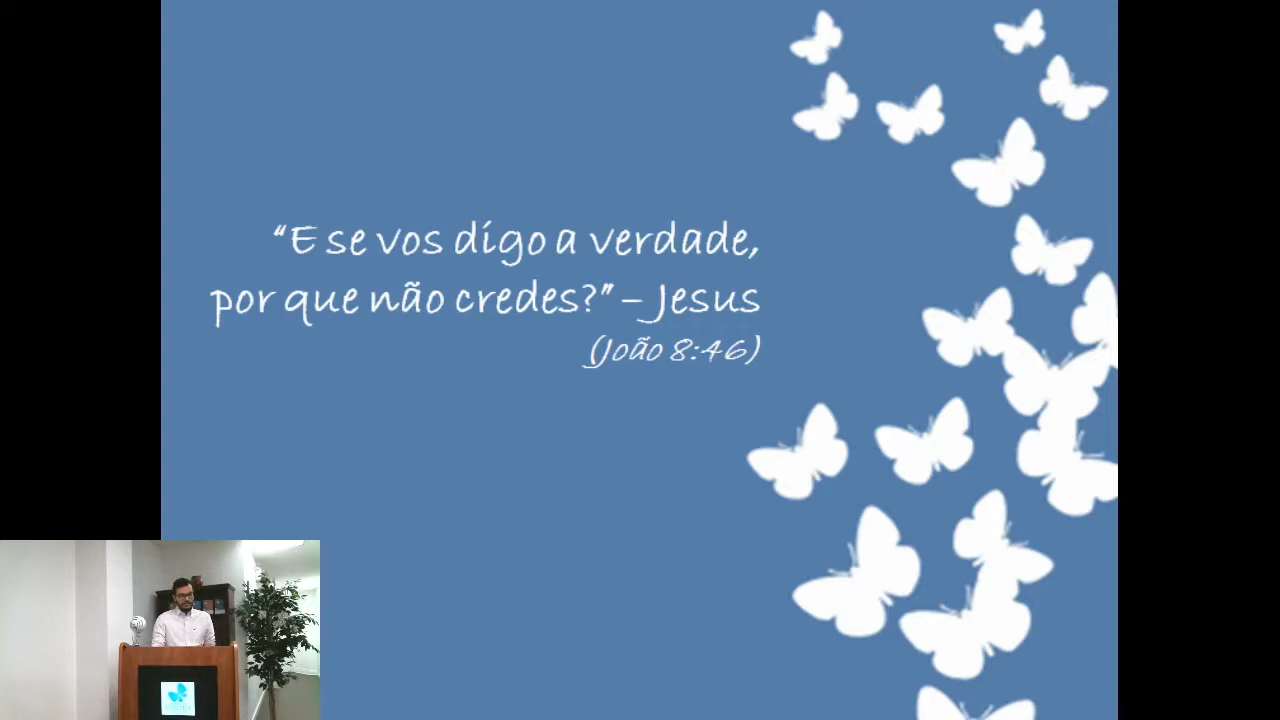 “E se vos digo a verdade,
por que não credes?” – Jesus
(João 8:46)